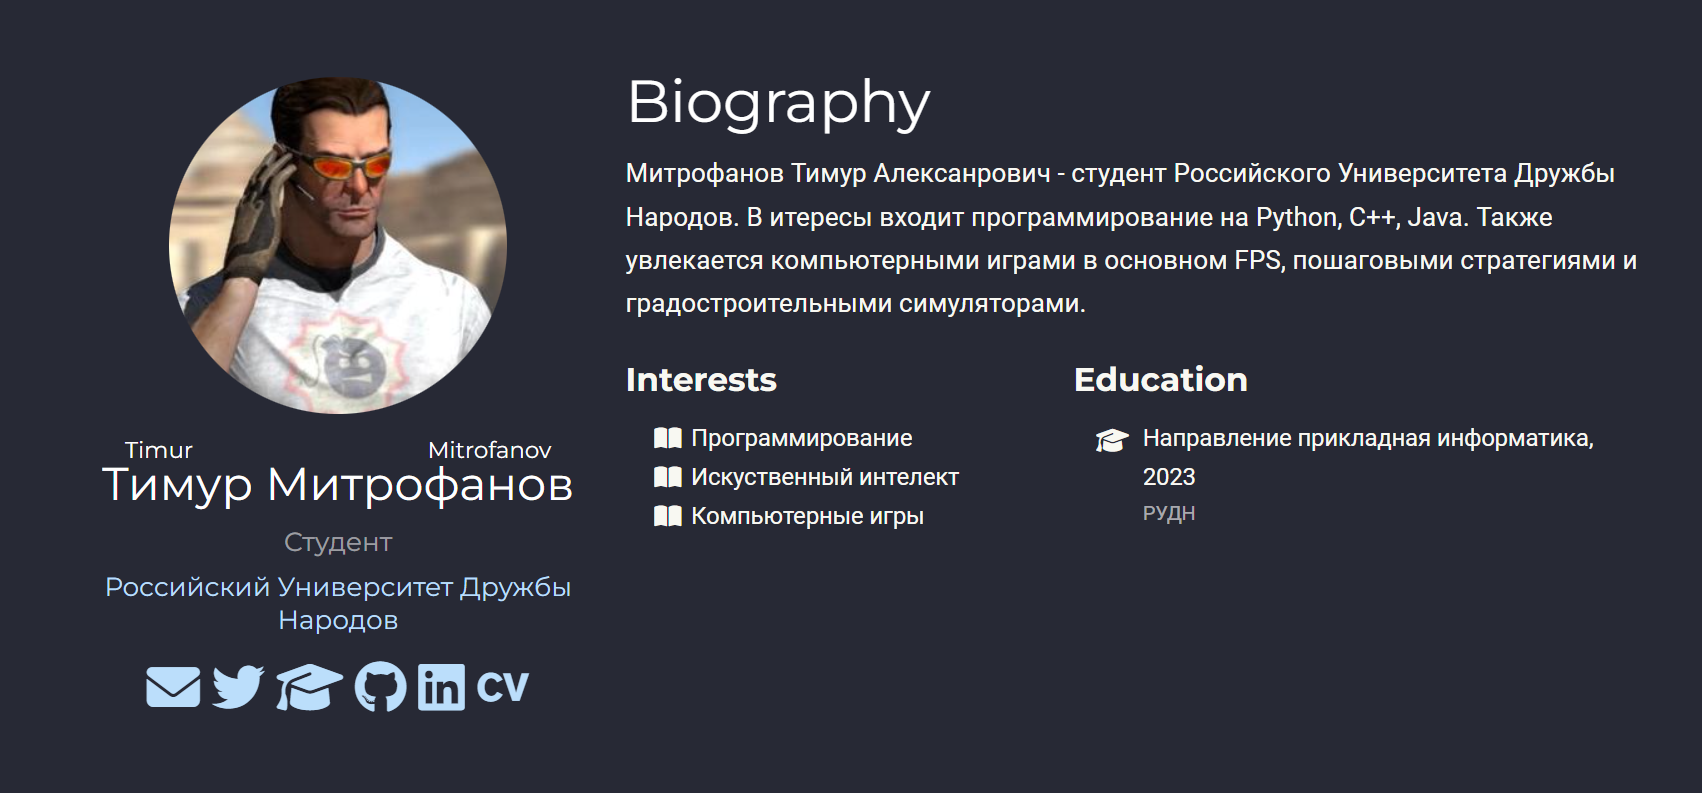 Timur Mitrofanov
Тимур Митрофанов
Студент
Российский Университет Дружбы
Народов
CV
Biography
Митрофанов Тимур Алексанрович - студент Российского Университета Дружбы
Народов. В итересы входит программирование на Python, C++, Java. Также
увлекается компьютерными играми в основном FPS, пошаговыми стратегиями и
градостроительными симуляторами.
Interests
Программирование
Искуственный интелект
Компьютерные игры
Education
Направление прикладная информатика,
2023
РУДН